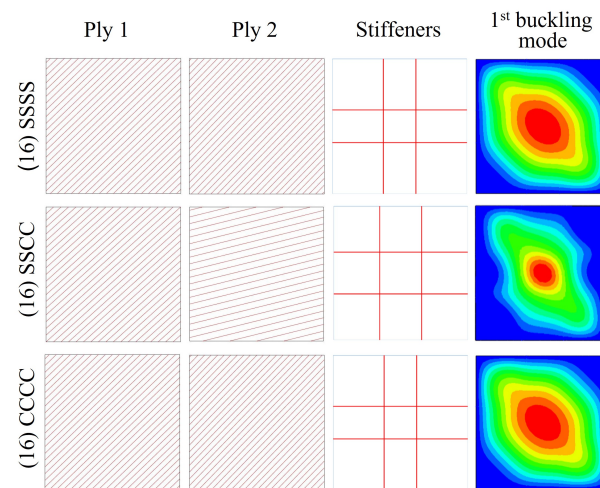 Ply 1
Ply 2
Stiffeners
1st buckling
mode
(16) SSSS
(16) SSCC
(16) CCCC